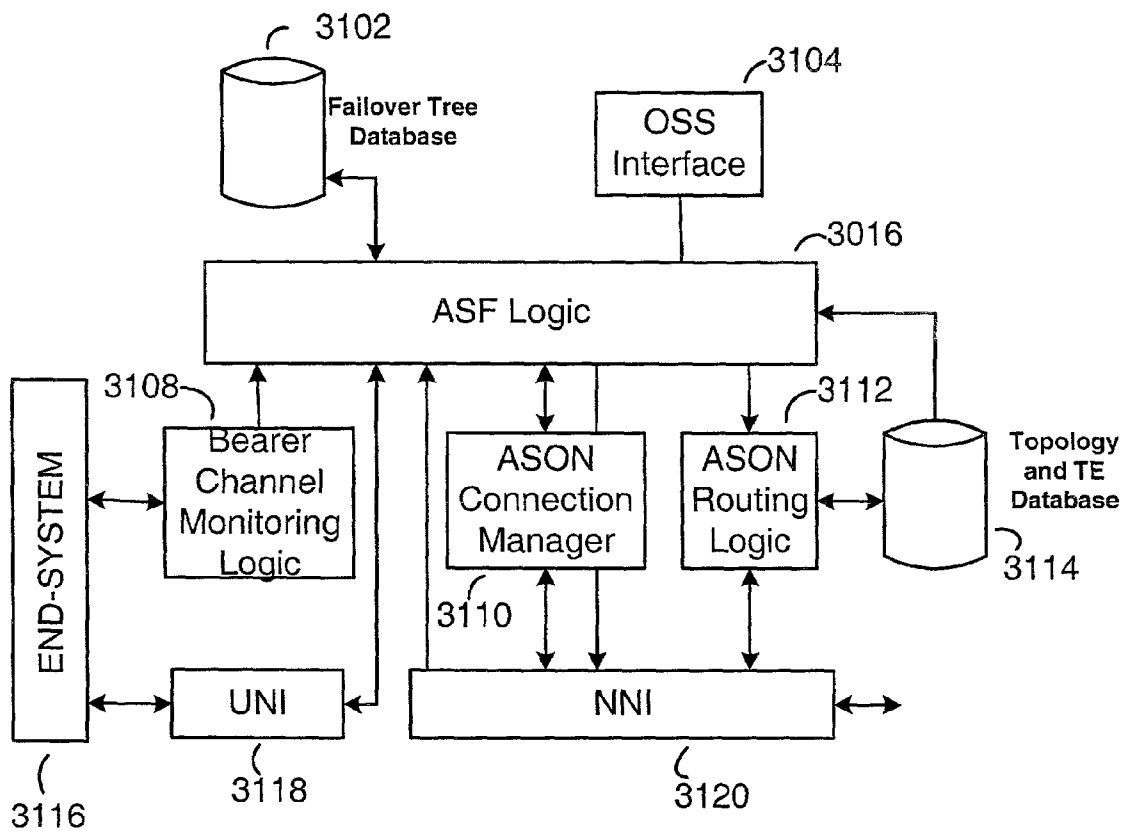 3102
3104
Failover Tree
Database
OSS
Interface
3016
ASF Logic
3108
3112
Bearer
Channel
Monitoring
Logic
ASON
Connection
Manager
ASON
Routing
Logic
Topology
and TE
Database
END-SYSTEM
3110
3114
UNI
NNI
3116
3118
3120